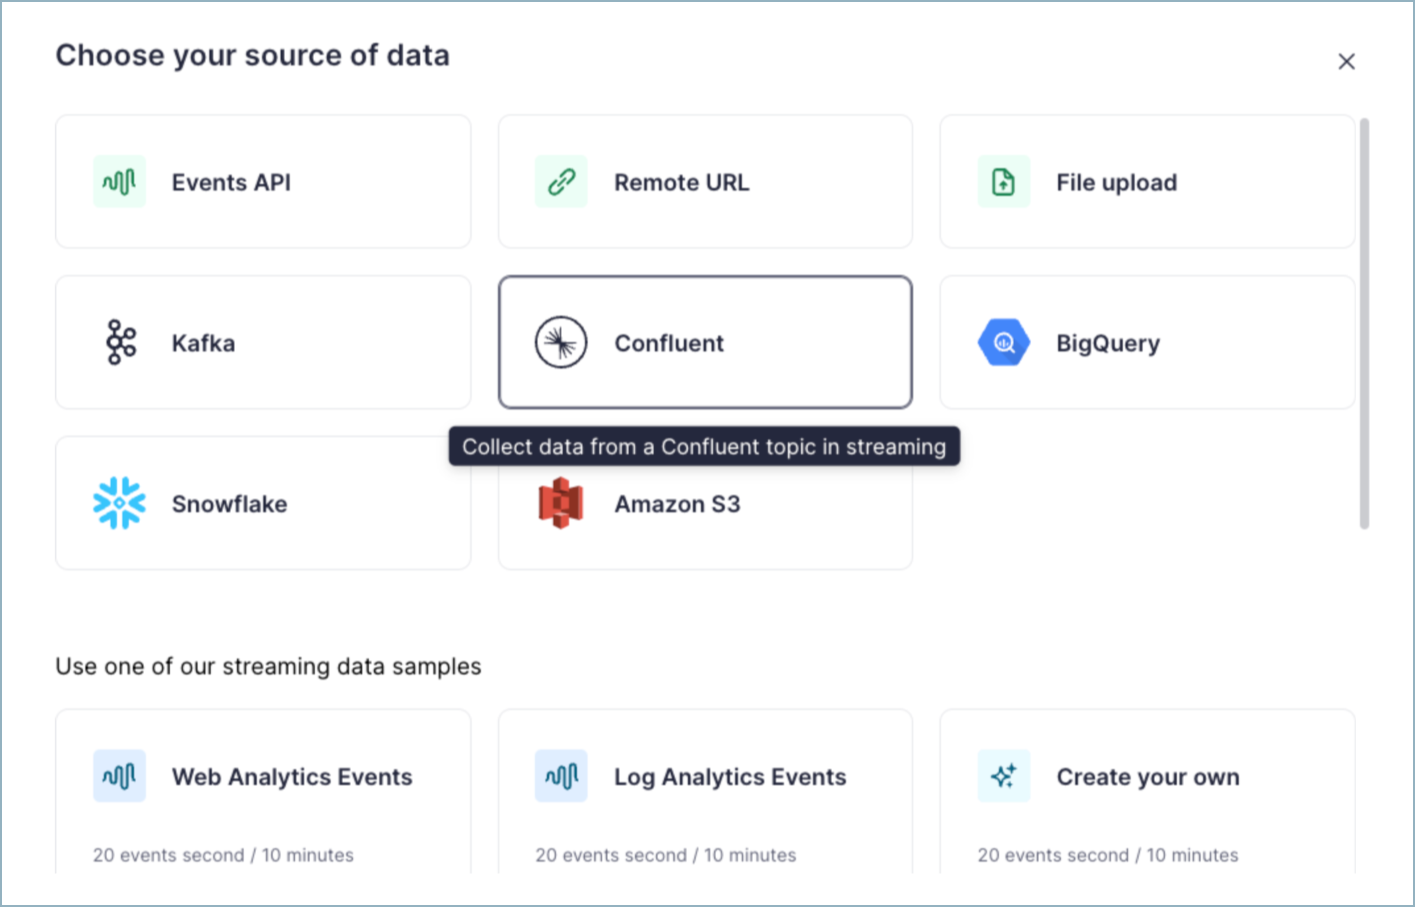 Choose your source of data
Events API
Remote URL
File upload
Kafka
Confluent
BigQuery
Collect data from a Confluent topic in streaming
Snowflake
Amazon S3
Use one of our streaming data samples
Web Analytics Events
Log Analytics Events
Create your own
20 events second / 10 minutes
20 events second / 10 minutes
20 events second / 10 minutes